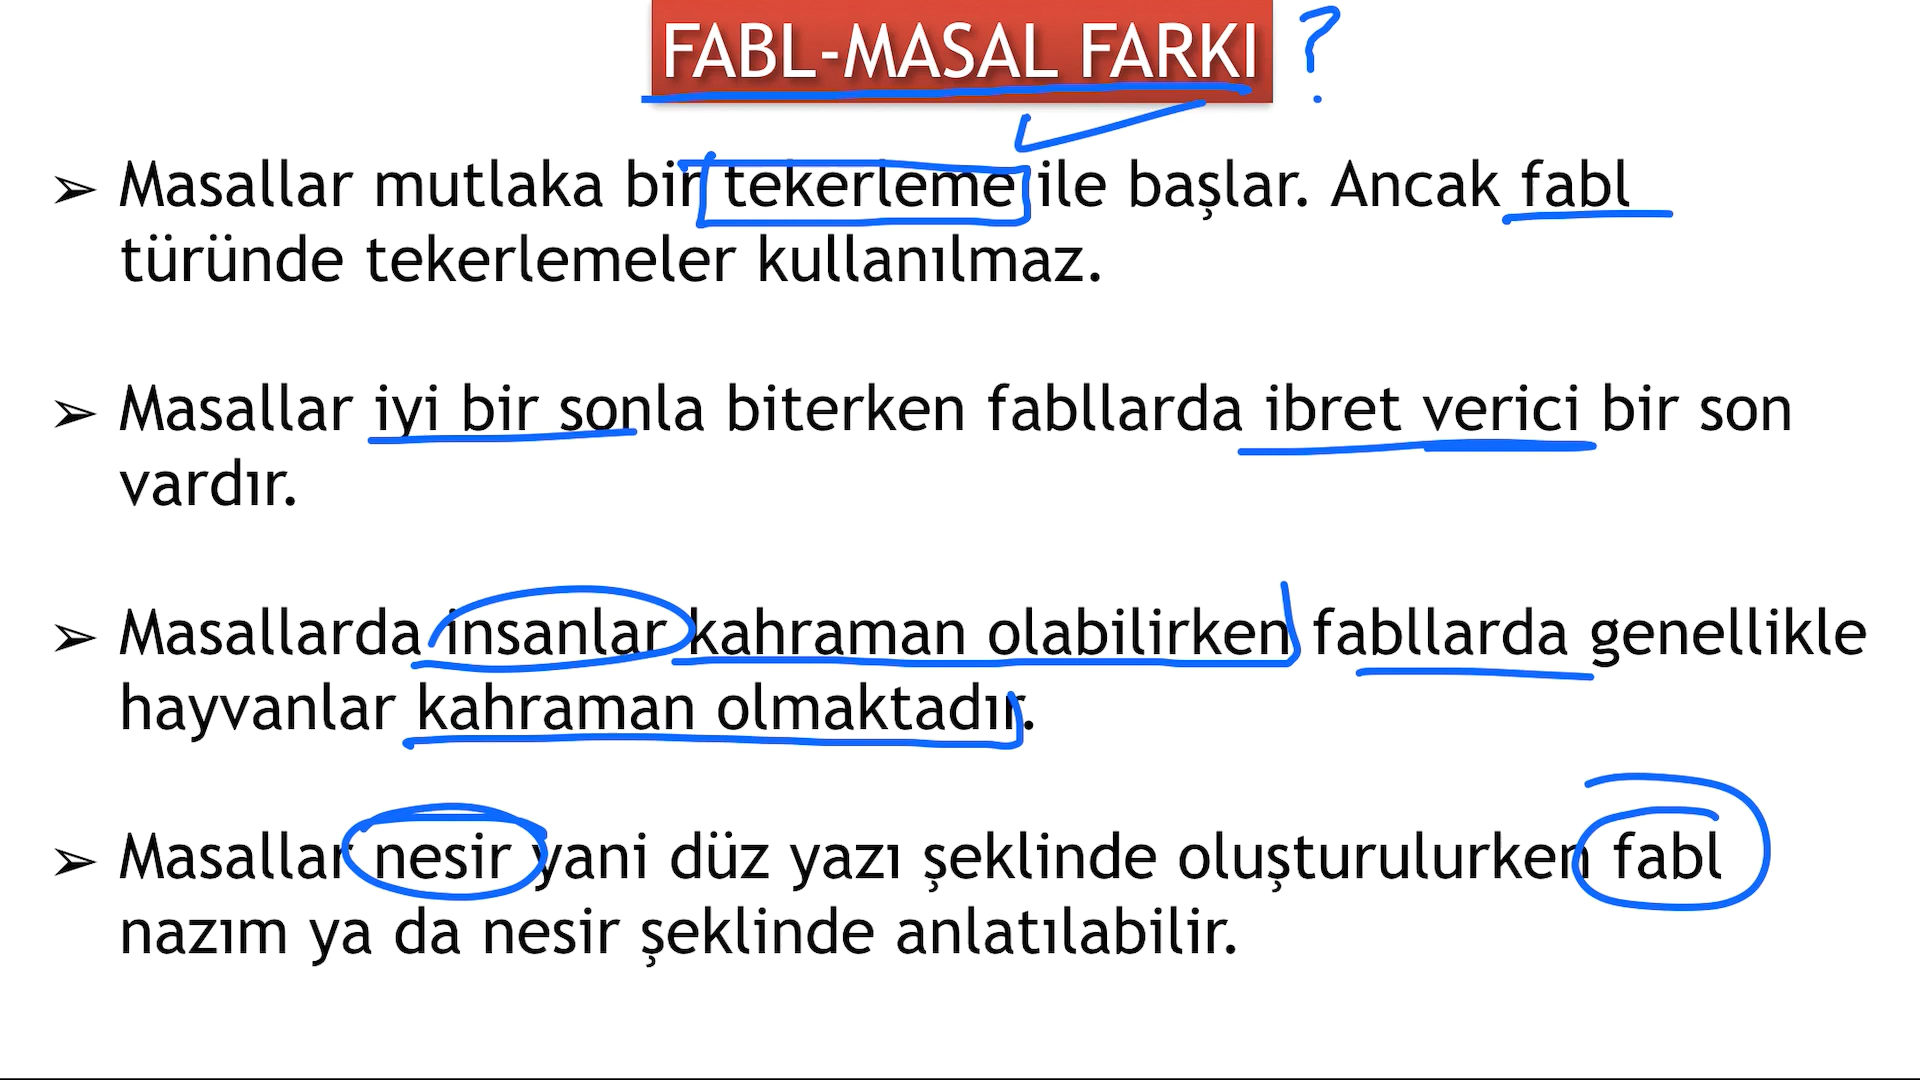 FABL-MASAL FARKI ?
➢ Masallar mutlaka bir tekerleme ile başlar. Ancak fabl
türünde tekerlemeler kullanılmaz.
➢ Masallar iyi bir sonla biterken fabllarda ibret verici bir son
vardır.
➢ Masallarda insanlar kahraman olabilirken fabllarda genellikle
hayvanlar kahraman olmaktadır.
➢ Masallar nesir yani düz yazı şeklinde oluşturulurken fabl
nazım ya da nesir şeklinde anlatılabilir.